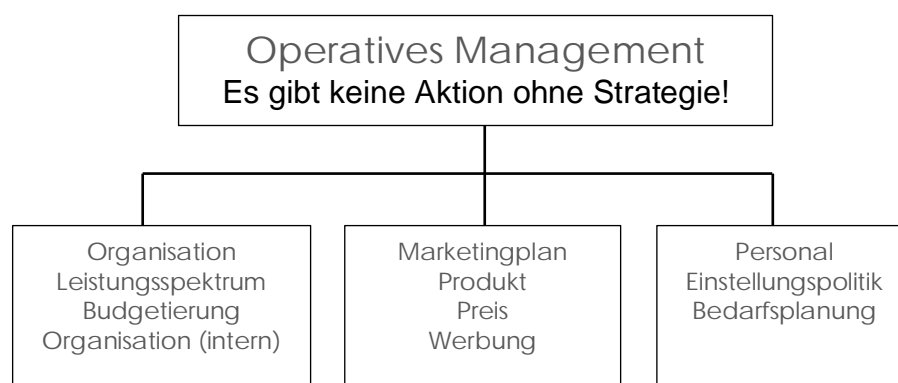 Operatives Management
Es gibt keine Aktion ohne Strategie!
Organisation
Leistungsspektrum
Budgetierung
Organisation (intern)
Marketingplan
Produkt
Preis
Werbung
Personal
Einstellungspolitik
Bedarfsplanung